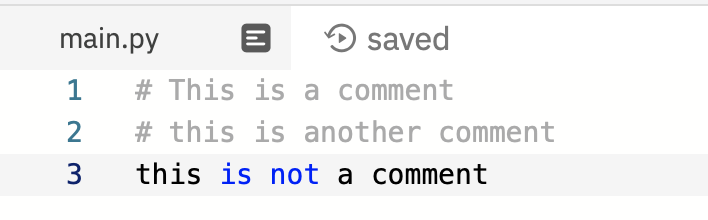 main.py saved
1 # This is a comment
2 # this is another comment
3 this is not a comment